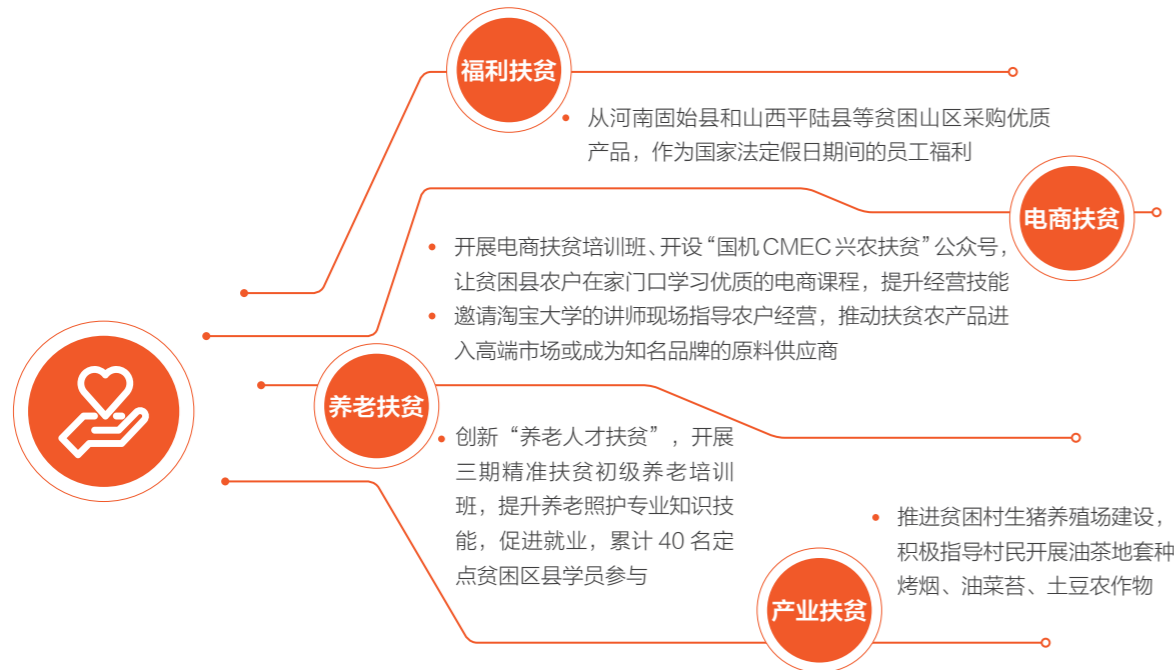 福利扶贫
从河南固始县和山西平陆县等贫困山区采购优质
产品，作为国家法定假日期间的员工福利
电商扶贫
开展电商扶贫培训班、开设“国机CMEC兴农扶贫”公众号，
让贫困县农户在家门口学习优质的电商课程，提升经营技能
邀请淘宝大学的讲师现场指导农户经营，推动扶贫农产品进
入高端市场或成为知名品牌的原料供应商
养老扶贫
创新“养老人才扶贫”，开展
三期精准扶贫初级养老培训
班，提升养老照护专业知识技
能，促进就业，累计 40 名定
点贫困区县学员参与
产业扶贫
推进贫困村生猪养殖场建设，
积极指导村民开展油茶地套种
烤烟、油菜苔、土豆农作物